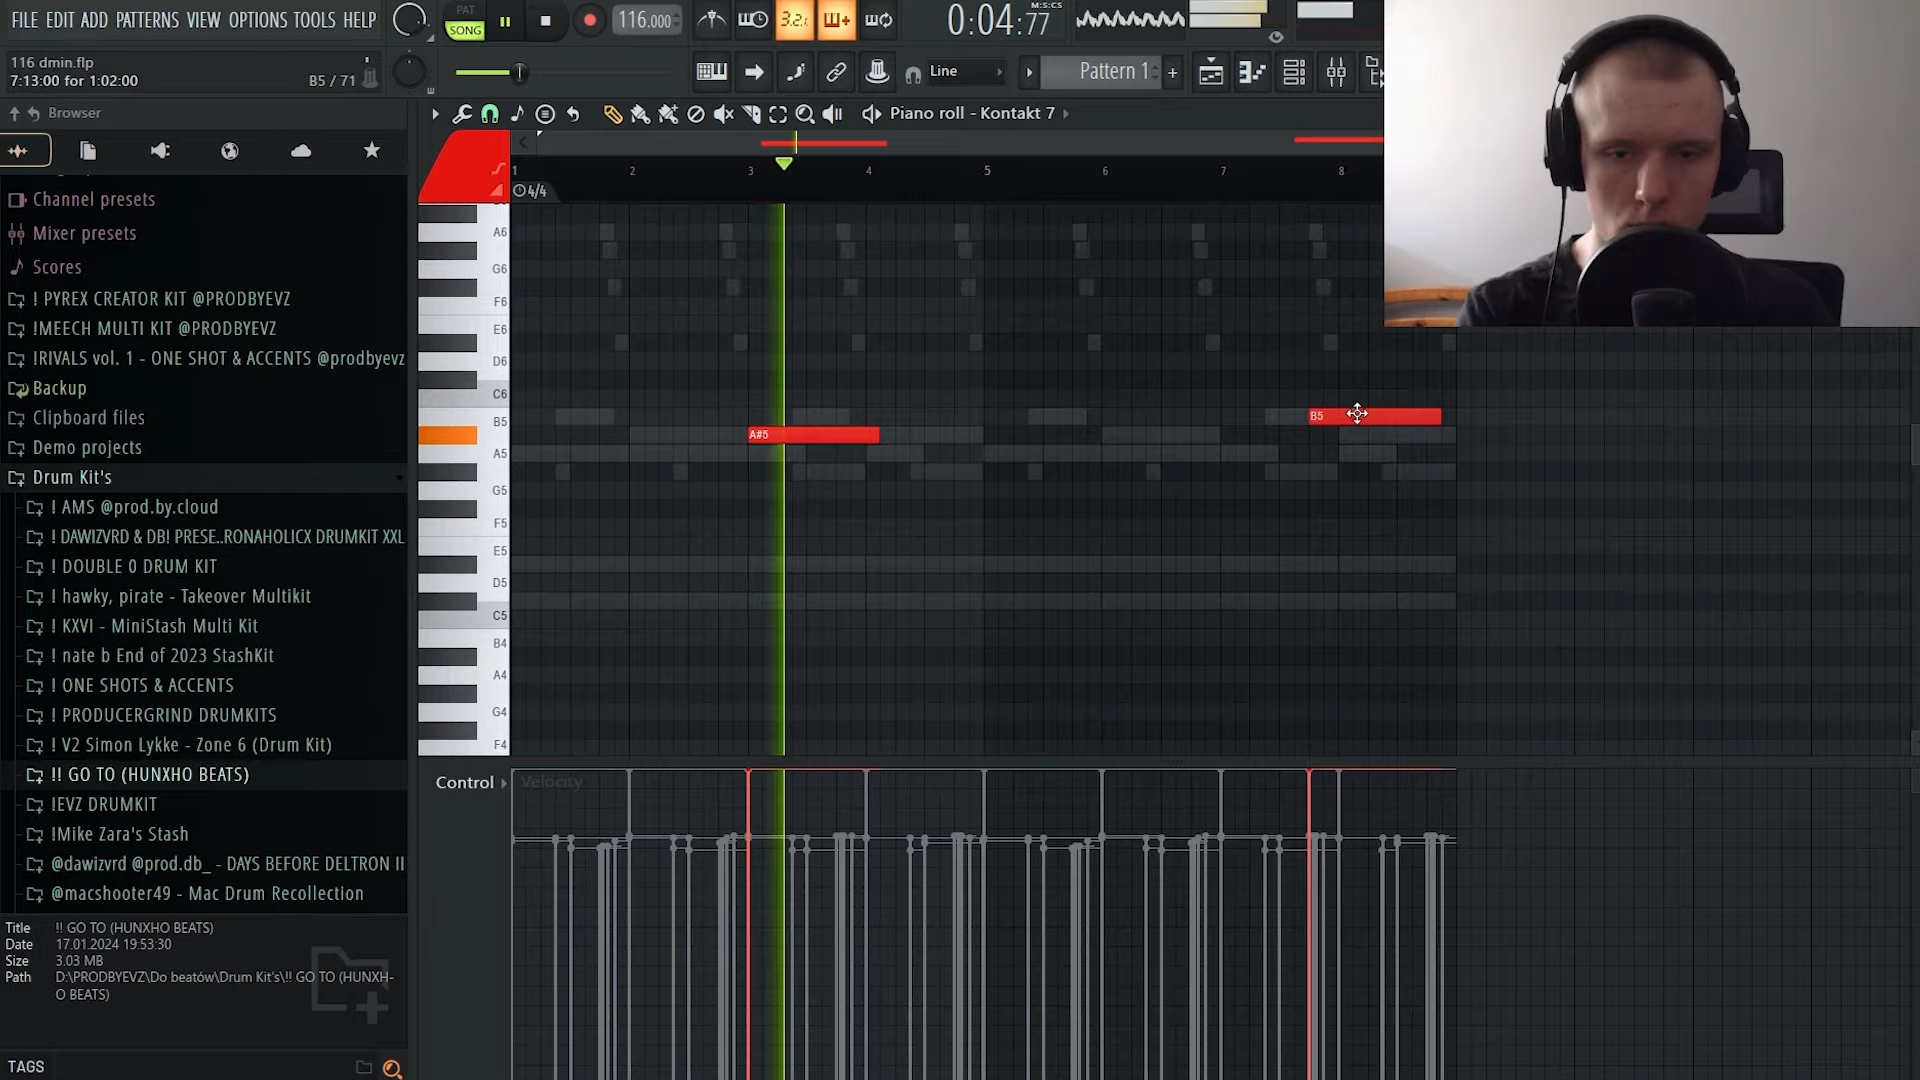 FILE EDIT ADD PATTERNS VIEW OPTIONS TOOLS HELP
PAT
SONG
116.000
3.2.
0:04:77
M:S:CS
116 dmin.flp
7:13:00 for 1:02:00
B5 / 71
Line
Pattern 1
Browser
Piano roll - Kontakt 7
Channel presets
Mixer presets
Scores
! PYREX CREATOR KIT @PRODBYEVZ
!MEECH MULTI KIT @PRODBYEVZ
!RIVALS vol. 1 - ONE SHOT & ACCENTS @prodbyevz
Backup
Clipboard files
Demo projects
Drum Kit's
! AMS @prod.by.cloud
! DAWIZVRD & DB! PRESE..RONAHOLICX DRUMKIT XXL
! DOUBLE 0 DRUM KIT
! hawky, pirate - Takeover Multikit
! KXVI - MiniStash Multi Kit
! nate b End of 2023 StashKit
! ONE SHOTS & ACCENTS
! PRODUCERGRIND DRUMKITS
! V2 Simon Lykke - Zone 6 (Drum Kit)
!! GO TO (HUNXHO BEATS)
!EVZ DRUMKIT
!Mike Zara's Stash
@dawizvrd @prod.db_ - DAYS BEFORE DELTRON II
@macshooter49 - Mac Drum Recollection
Title !! GO TO (HUNXHO BEATS)
Date 17.01.2024 19:53:30
Size 3.03 MB
Path D:\PRODBYEVZ\Do beatów\Drum Kit's\!! GO TO (HUNXH-
O BEATS)
TAGS
1 2 3 4 5 6 7 8
4/4
A6
G6
F6
E6
D6
C6
B5
A5
G5
F5
E5
D5
C5
B4
A4
G4
F4
A#5
B5
Control
Velocity